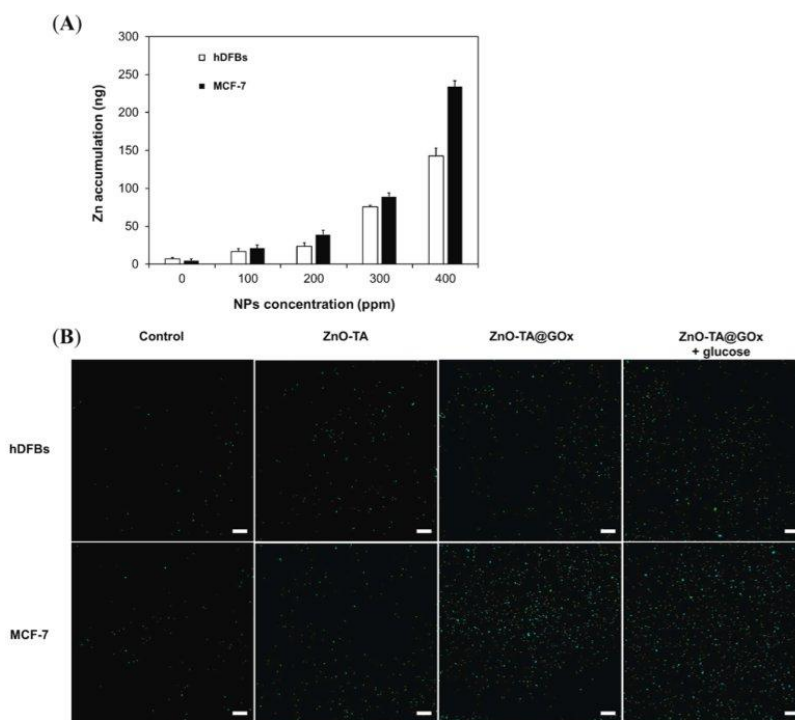 (A)
300
250
200
150
100
50
0
Zn accumulation (ng)
hDFBs
MCF-7
0 100 200 300 400
NPs concentration (ppm)
(B)
Control ZnO-TA ZnO-TA@GOx ZnO-TA@GOx
+ glucose
hDFBs
MCF-7